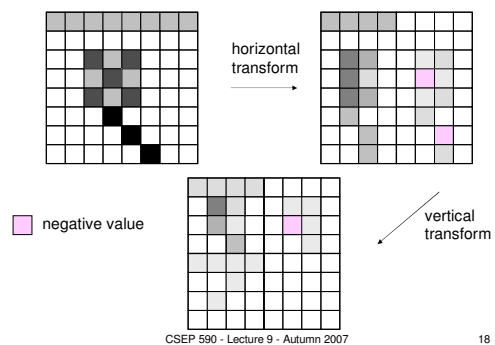 horizontal
transform
negative value
vertical
transform
CSEP 590 - Lecture 9 - Autumn 2007
18